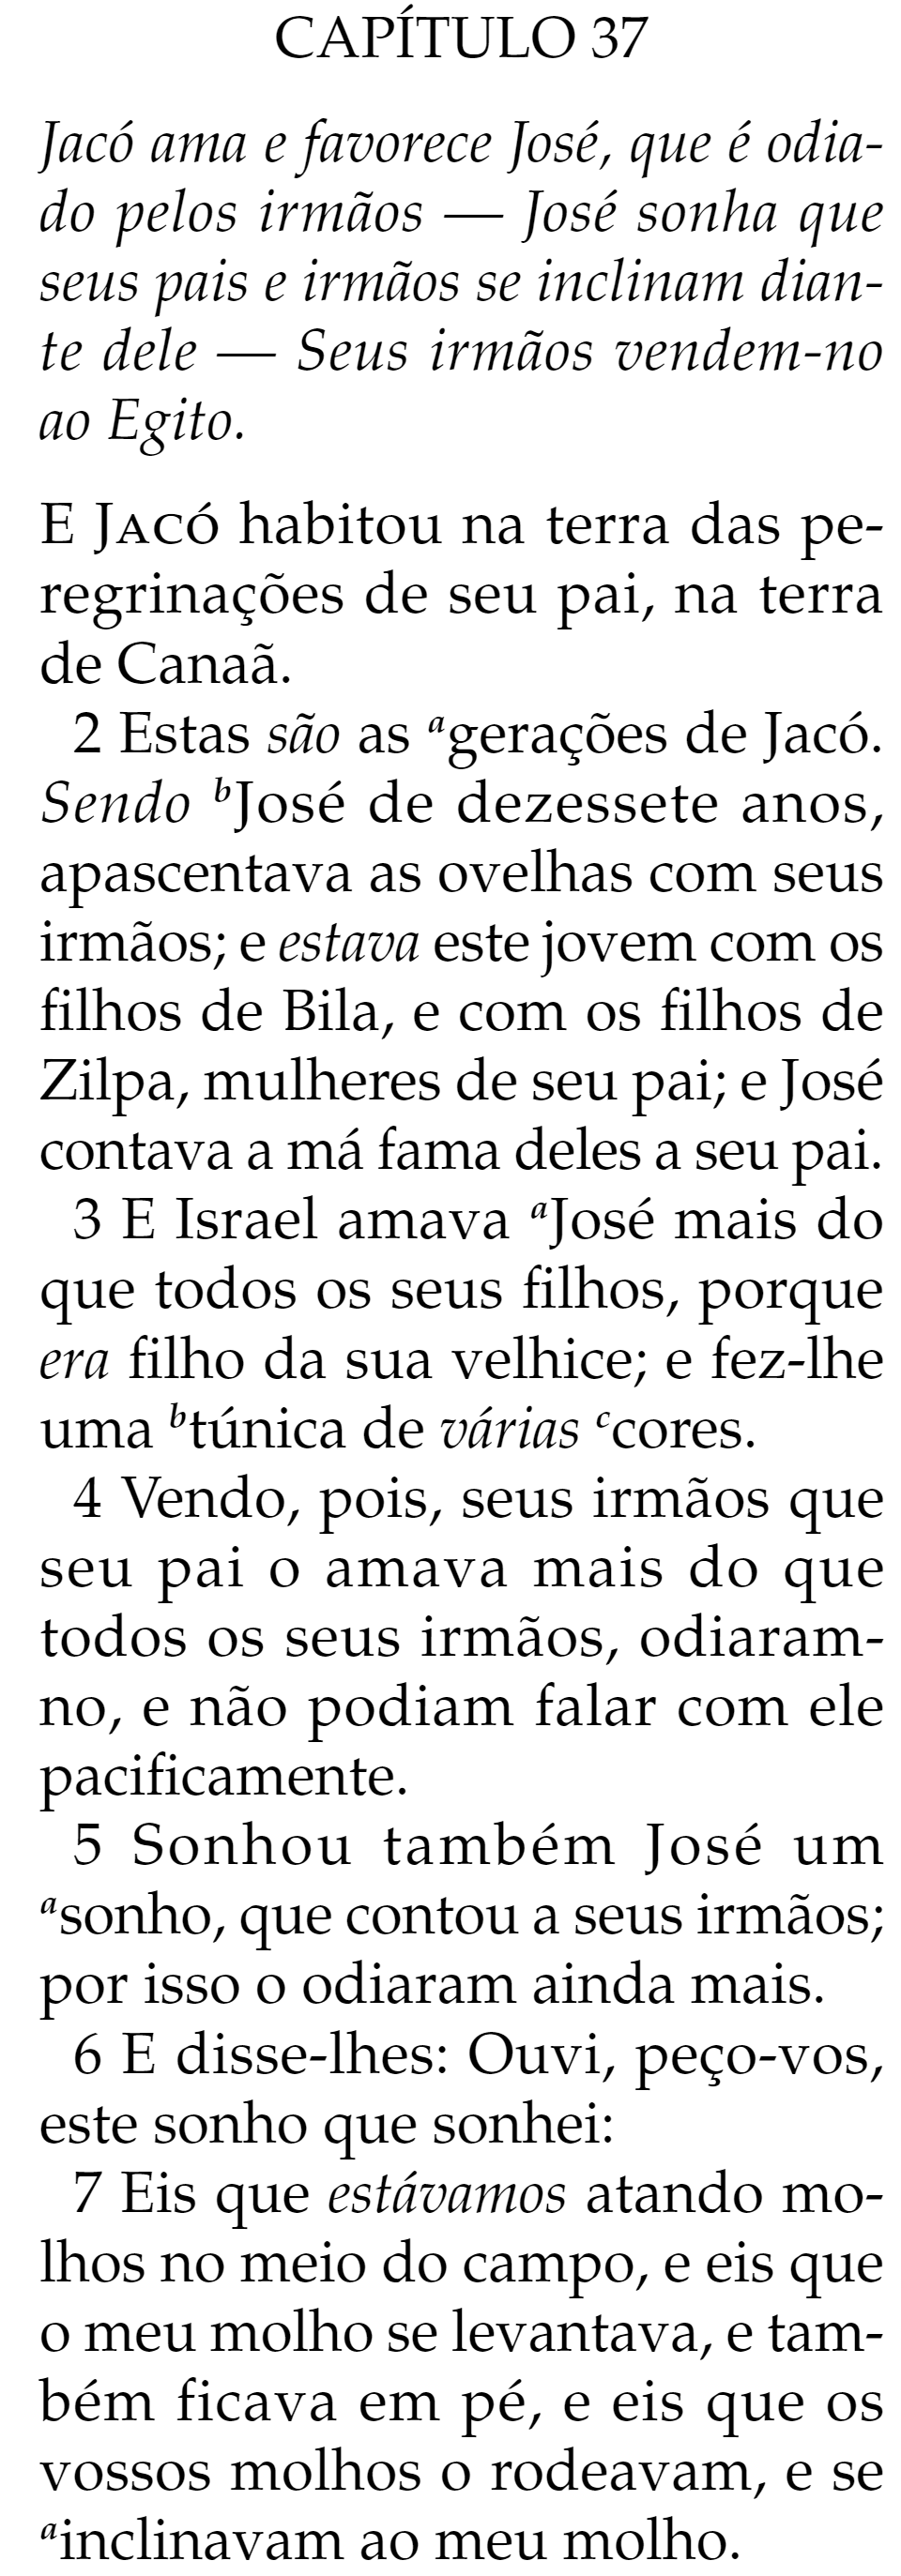 CAPÍTULO 37
Jacó ama e favorece José, que é odia-
do pelos irmãos — José sonha que
seus pais e irmãos se inclinam dian-
te dele — Seus irmãos vendem-no
ao Egito.
E Jacó habitou na terra das pe-
regrinações de seu pai, na terra
de Canaã.
2 Estas são as ᵃgerações de Jacó.
Sendo ᵇJosé de dezessete anos,
apascentava as ovelhas com seus
irmãos; e estava este jovem com os
filhos de Bila, e com os filhos de
Zilpa, mulheres de seu pai; e José
contava a má fama deles a seu pai.
3 E Israel amava ᵃJosé mais do
que todos os seus filhos, porque
era filho da sua velhice; e fez-lhe
uma ᵇtúnica de várias ᶜcores.
4 Vendo, pois, seus irmãos que
seu pai o amava mais do que
todos os seus irmãos, odiaram-
no, e não podiam falar com ele
pacificamente.
5 Sonhou também José um
ᵃsonho, que contou a seus irmãos;
por isso o odiaram ainda mais.
6 E disse-lhes: Ouvi, peço-vos,
este sonho que sonhei:
7 Eis que estávamos atando mo-
lhos no meio do campo, e eis que
o meu molho se levantava, e tam-
bém ficava em pé, e eis que os
vossos molhos o rodeavam, e se
ᵃinclinavam ao meu molho.